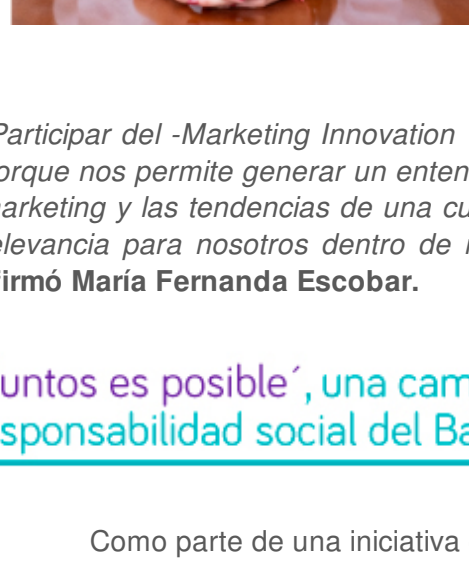 Participar del -Marketing Innovation
orque nos permite generar un enten
arketing y las tendencias de una cu
elevancia para nosotros dentro de
firmó María Fernanda Escobar.
untos es posible´, una cam
sponsabilidad social del Ba
Como parte de una iniciativa